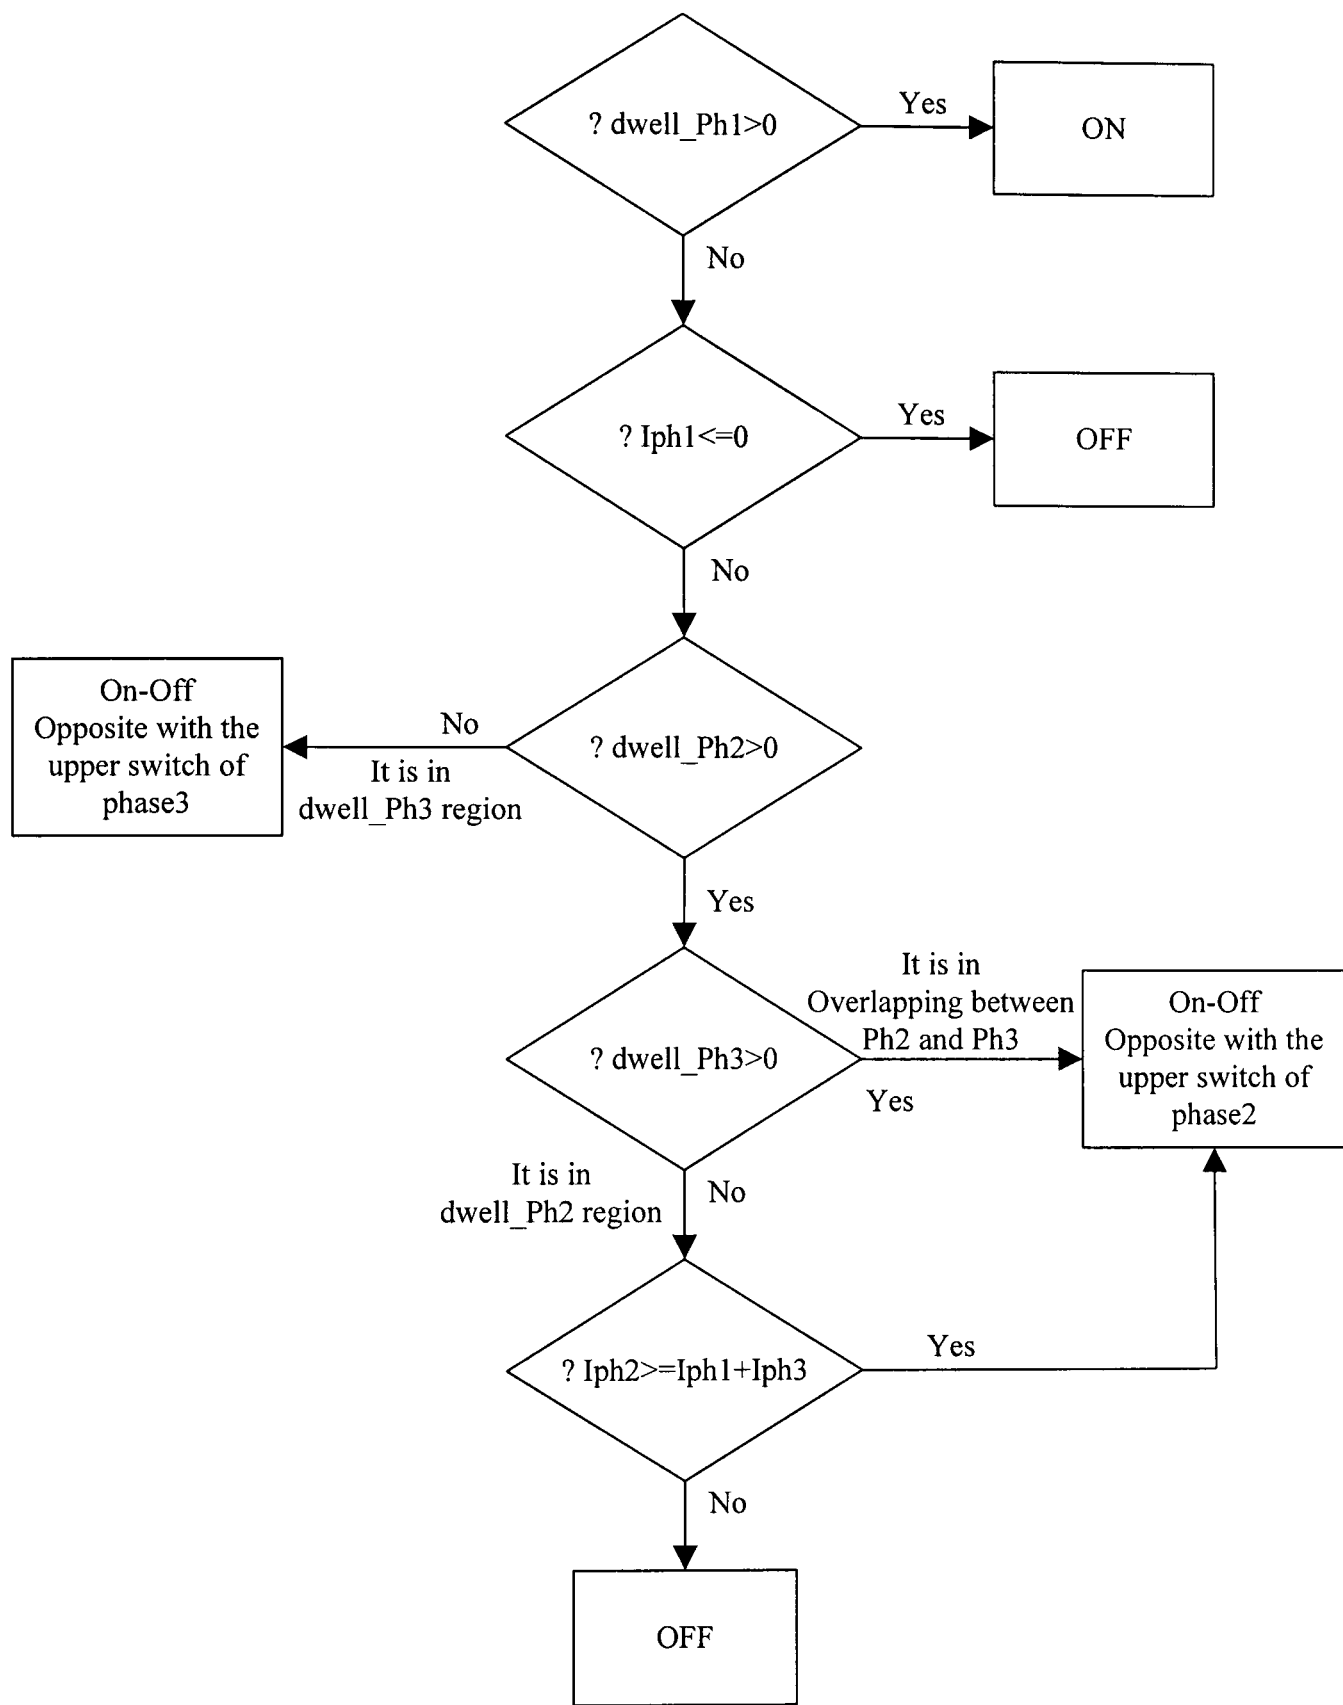 ? dwell_Ph1>0
Yes
ON
No
? Iph1<=0
Yes
OFF
No
On-Off
Opposite with the
upper switch of
phase3
No
It is in
dwell_Ph3 region
? dwell_Ph2>0
Yes
? dwell_Ph3>0
It is in
Overlapping between
Ph2 and Ph3
Yes
On-Off
Opposite with the
upper switch of
phase2
It is in
dwell_Ph2 region
No
? Iph2>=Iph1+Iph3
Yes
No
OFF